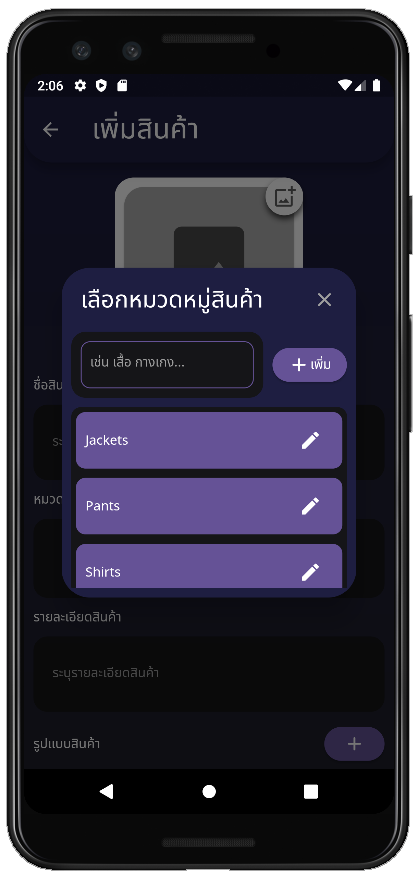 2:06
เพิ่มสินค้า
เลือกหมวดหมู่สินค้า
เช่น เสื้อ กางเกง...
เพิ่ม
ชื่อสิน
ระ
Jackets
Pants
หมวด
Shirts
รายละเอียดสินค้า
ระบุรายละเอียดสินค้า
รูปแบบสินค้า